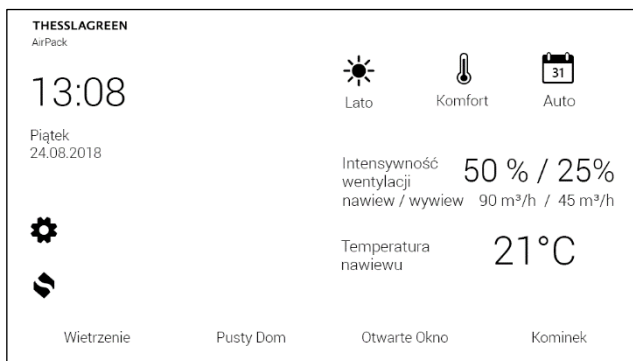 THESSLAGREEN
AirPack
13:08
Piątek
24.08.2018
31
Lato
Komfort
Auto
Intensywność
wentylacji
nawiew / wywiew
50 % / 25%
90 m³/h / 45 m³/h
Temperatura
nawiewu
21°C
Wietrzenie
Pusty Dom
Otwarte Okno
Kominek